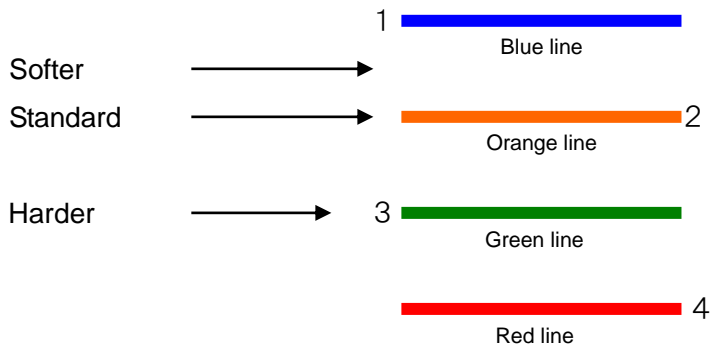 1
Blue line
Softer
Standard
2
Orange line
Harder
3
Green line
4
Red line